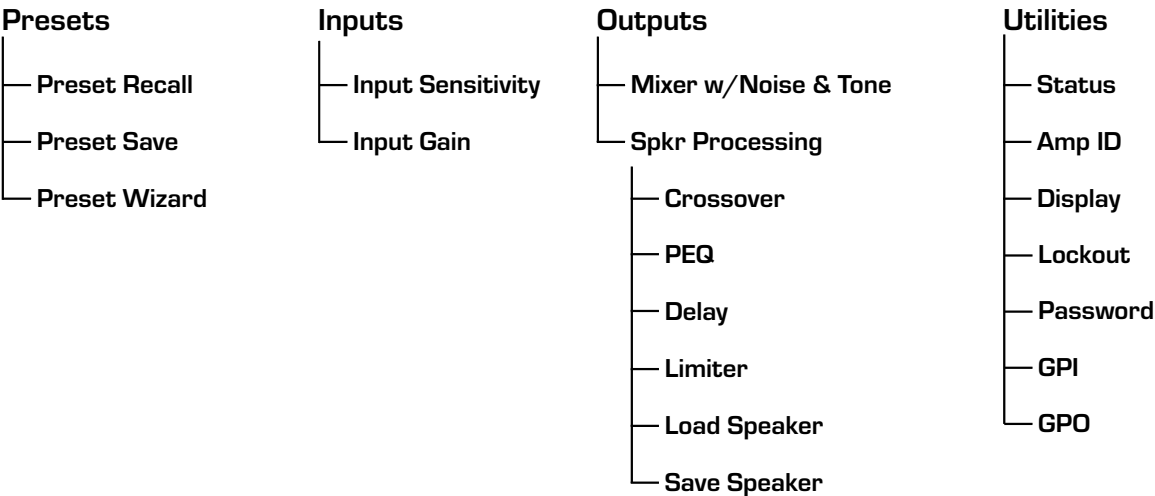 Presets
Preset Recall
Preset Save
Preset Wizard
Inputs
Input Sensitivity
Input Gain
Outputs
Mixer w/Noise & Tone
Spkr Processing
Crossover
PEQ
Delay
Limiter
Load Speaker
Save Speaker
Utilities
Status
Amp ID
Display
Lockout
Password
GPI
GPO